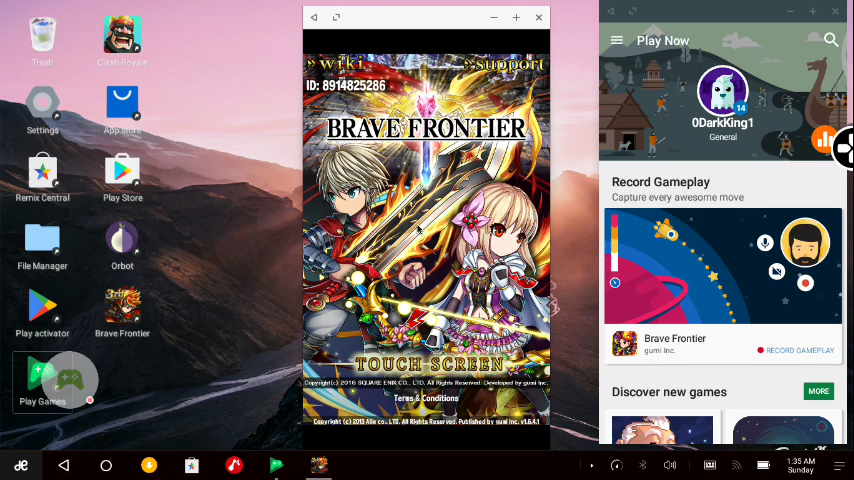 Trash
Clash Royale
Settings
App store
Remix Central
Play Store
File Manager
Orbot
Play activator
Brave Frontier
Play Games
wiki
support
ID: 8914825286
BRAVE FRONTIER
TOUCH SCREEN
Copyright(c) 2016 SQUARE ENIX CO., LTD. All Rights Reserved. Developed by gumi Inc.
Terms & Conditions
Copyright (c) 2013 Alim co., LTD. All Rights Reserved. Published by gumi Inc. v1.6.4.1
Play Now
14
0DarkKing1
General
Record Gameplay
Capture every awesome move
Brave Frontier
gumi Inc.
RECORD GAMEPLAY
Discover new games
MORE
1:35 AM
Sunday